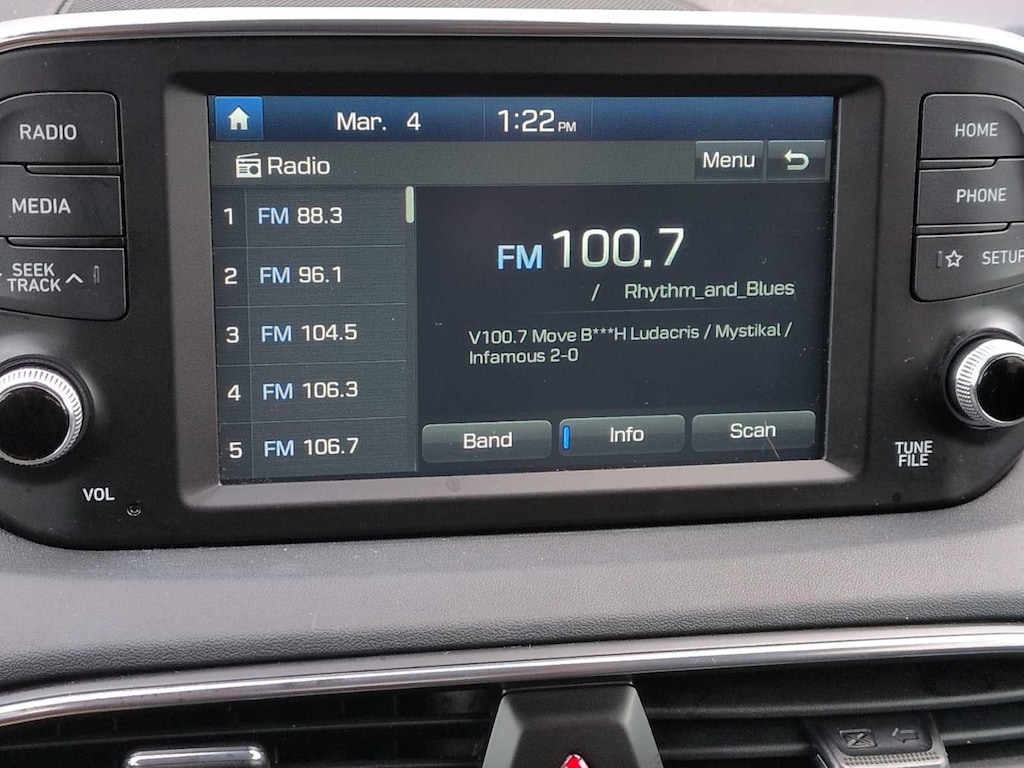 RADIO
MEDIA
SEEK
TRACK
VOL
Mar. 4 1:22 PM
Radio
Menu
1 FM 88.3
2 FM 96.1
3 FM 104.5
4 FM 106.3
5 FM 106.7
FM 100.7
/ Rhythm_and_Blues
V100.7 Move B***H Ludacris / Mystikal /
Infamous 2-0
Band
Info
Scan
HOME
PHONE
SETUP
TUNE
FILE